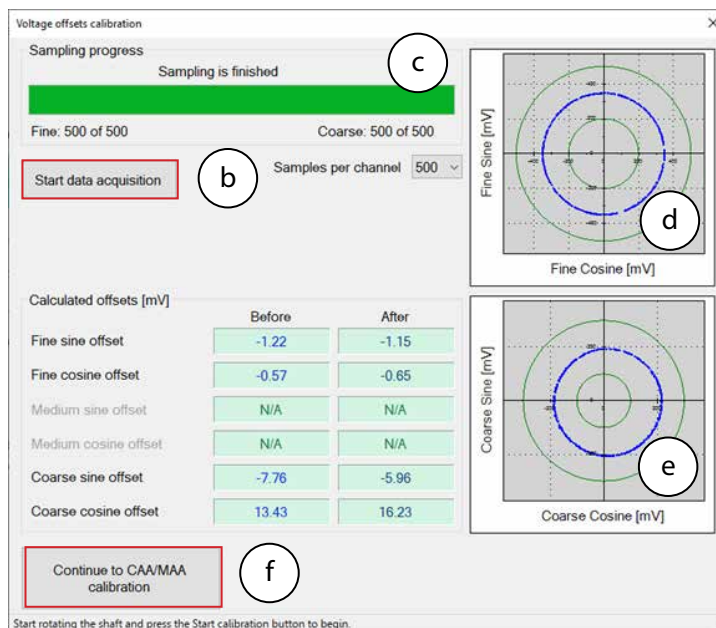 Voltage offsets calibration
Sampling progress
Sampling is finished
c
Fine: 500 of 500 Coarse: 500 of 500
Start data acquisition
b
Samples per channel 500
Fine Sine [mV]
d
Fine Cosine [mV]
Calculated offsets [mV]
Before After
Fine sine offset -1.22 -1.15
Fine cosine offset -0.57 -0.65
Medium sine offset N/A N/A
Medium cosine offset N/A N/A
Coarse sine offset -7.76 -5.96
Coarse cosine offset 13.43 16.23
Coarse Sine [mV]
e
Coarse Cosine [mV]
Continue to CAA/MAA
calibration
f
Start rotating the shaft and press the Start calibration button to begin.